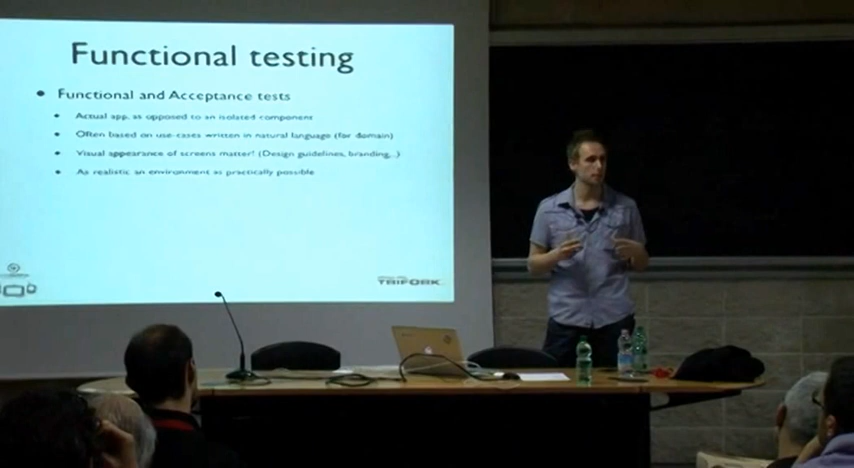 Functional testing
• Functional and Acceptance tests
• Actual app, as opposed to an isolated component
• Often based on use-cases written in natural language (for domain)
• Visual appearance of screens matter! (Design guidelines, branding,..)
• As realistic an environment as practically possible
TRIFORK.